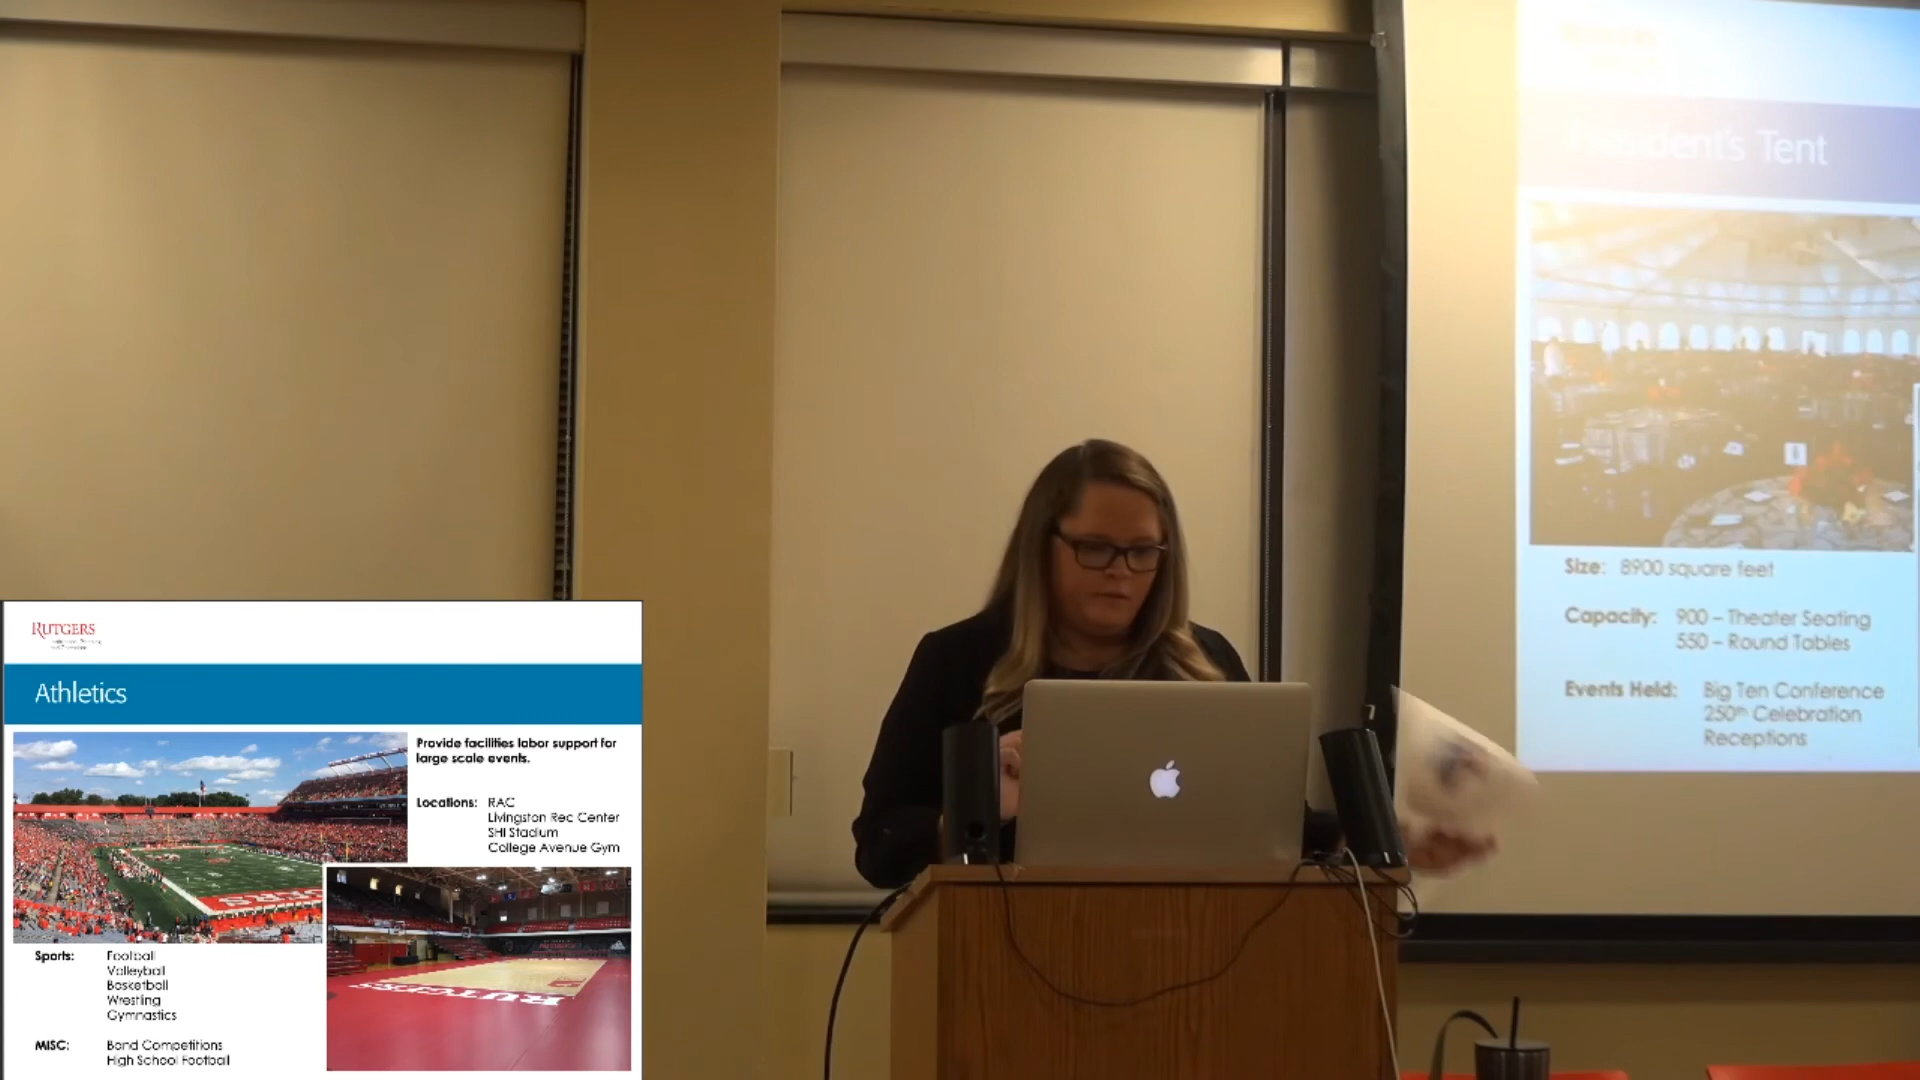 RUTGERS
Athletics
Provide facilities labor support for
large scale events.
Locations: RAC
Livingston Rec Center
SHI Stadium
College Avenue Gym
Sports: Football
Volleyball
Basketball
Wrestling
Gymnastics
MISC: Band Competitions
High School Football
RUTGERS
President's Tent
Size: 8900 square feet
Capacity: 900 – Theater Seating
550 – Round Tables
Events Held: Big Ten Conference
250th Celebration
Receptions